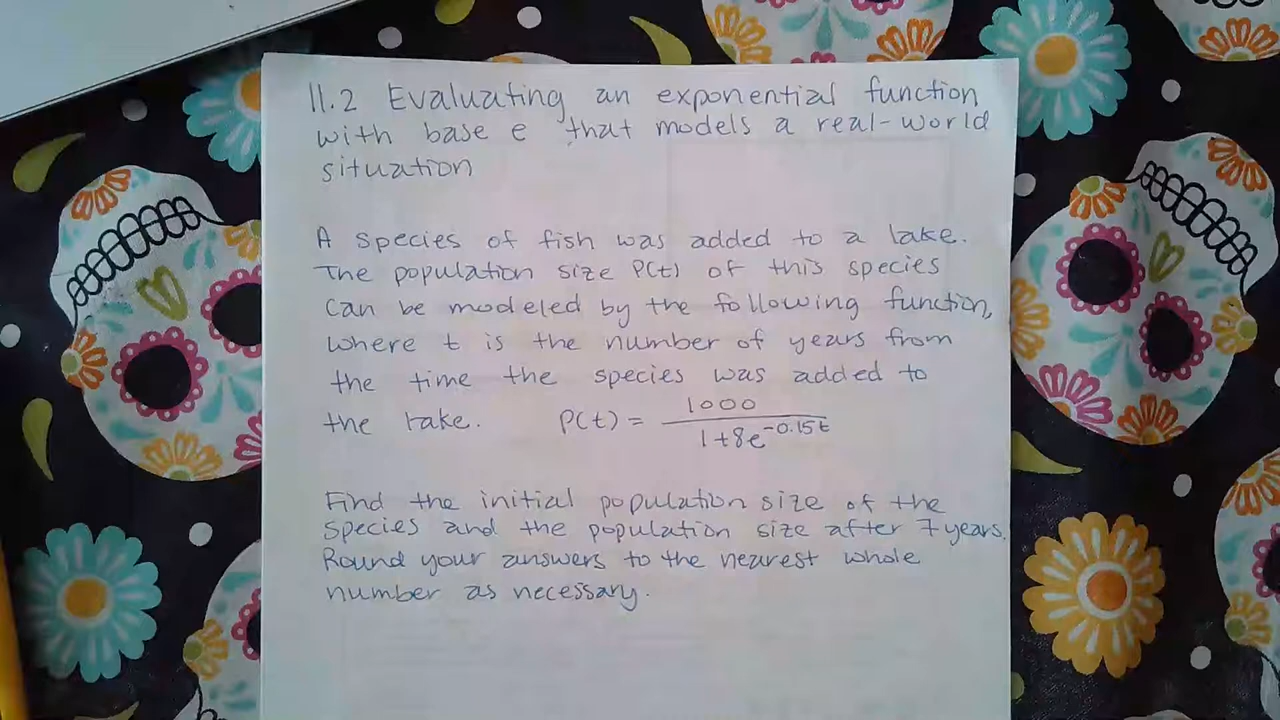 11.2 Evaluating an exponential function
with base e that models a real-world
situation
A species of fish was added to a lake.
The population size P(t) of this species
can be modeled by the following function,
where t is the number of years from
the time the species was added to
the lake. P(t) = 1000 / 1+8e^-0.15t
Find the initial population size of the
species and the population size after 7 years.
Round your answers to the nearest whole
number as necessary.